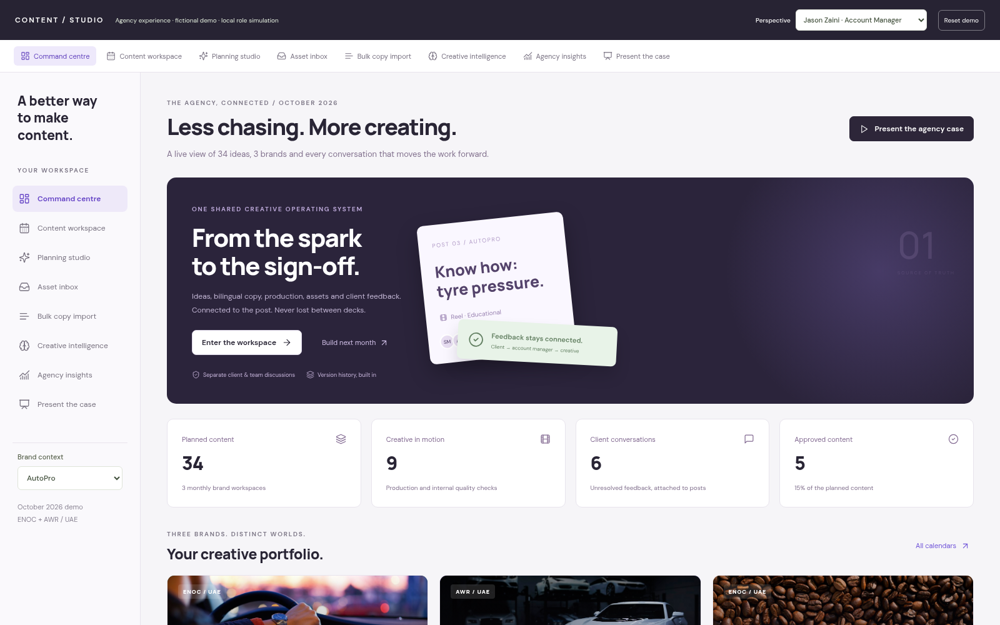 CONTENT / STUDIO
Agency experience · fictional demo · local role simulation
Perspective
Jason Zaini · Account Manager
Reset demo
Command centre
Content workspace
Planning studio
Asset inbox
Bulk copy import
Creative intelligence
Agency insights
Present the case
A better way
to make
content.
YOUR WORKSPACE
Command centre
Content workspace
Planning studio
Asset inbox
Bulk copy import
Creative intelligence
Agency insights
Present the case
Brand context
AutoPro
October 2026 demo
ENOC + AWR / UAE
THE AGENCY, CONNECTED / OCTOBER 2026
Less chasing. More creating.
A live view of 34 ideas, 3 brands and every conversation that moves the work forward.
Present the agency case
ONE SHARED CREATIVE OPERATING SYSTEM
From the spark
to the sign-off.
Ideas, bilingual copy, production, assets and client feedback.
Connected to the post. Never lost between decks.
Enter the workspace
Build next month
Separate client & team discussions
Version history, built in
POST 03 / AUTOPRO
Know how:
tyre pressure.
Reel · Educational
SM
Feedback stays connected.
Client → account manager → creative
01
SOURCE OF TRUTH
Planned content
34
3 monthly brand workspaces
Creative in motion
9
Production and internal quality checks
Client conversations
6
Unresolved feedback, attached to posts
Approved content
5
15% of the planned content
THREE BRANDS. DISTINCT WORLDS.
Your creative portfolio.
All calendars
ENOC / UAE
AWR / UAE
ENOC / UAE